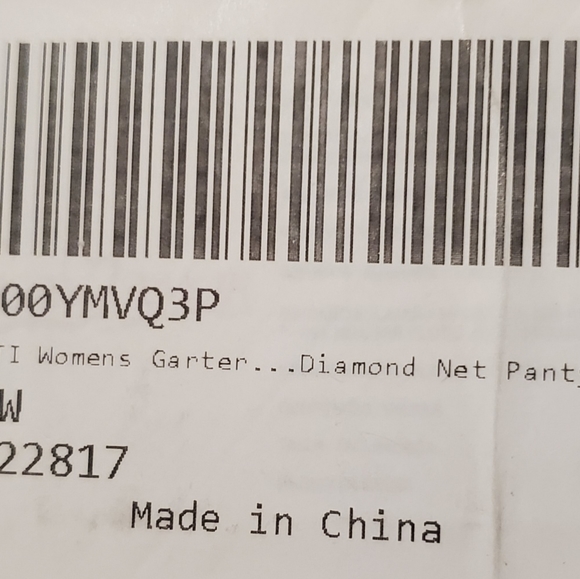 00YMVQ3P
TI Womens Garter...Diamond Net Pant
W
22817
Made in China